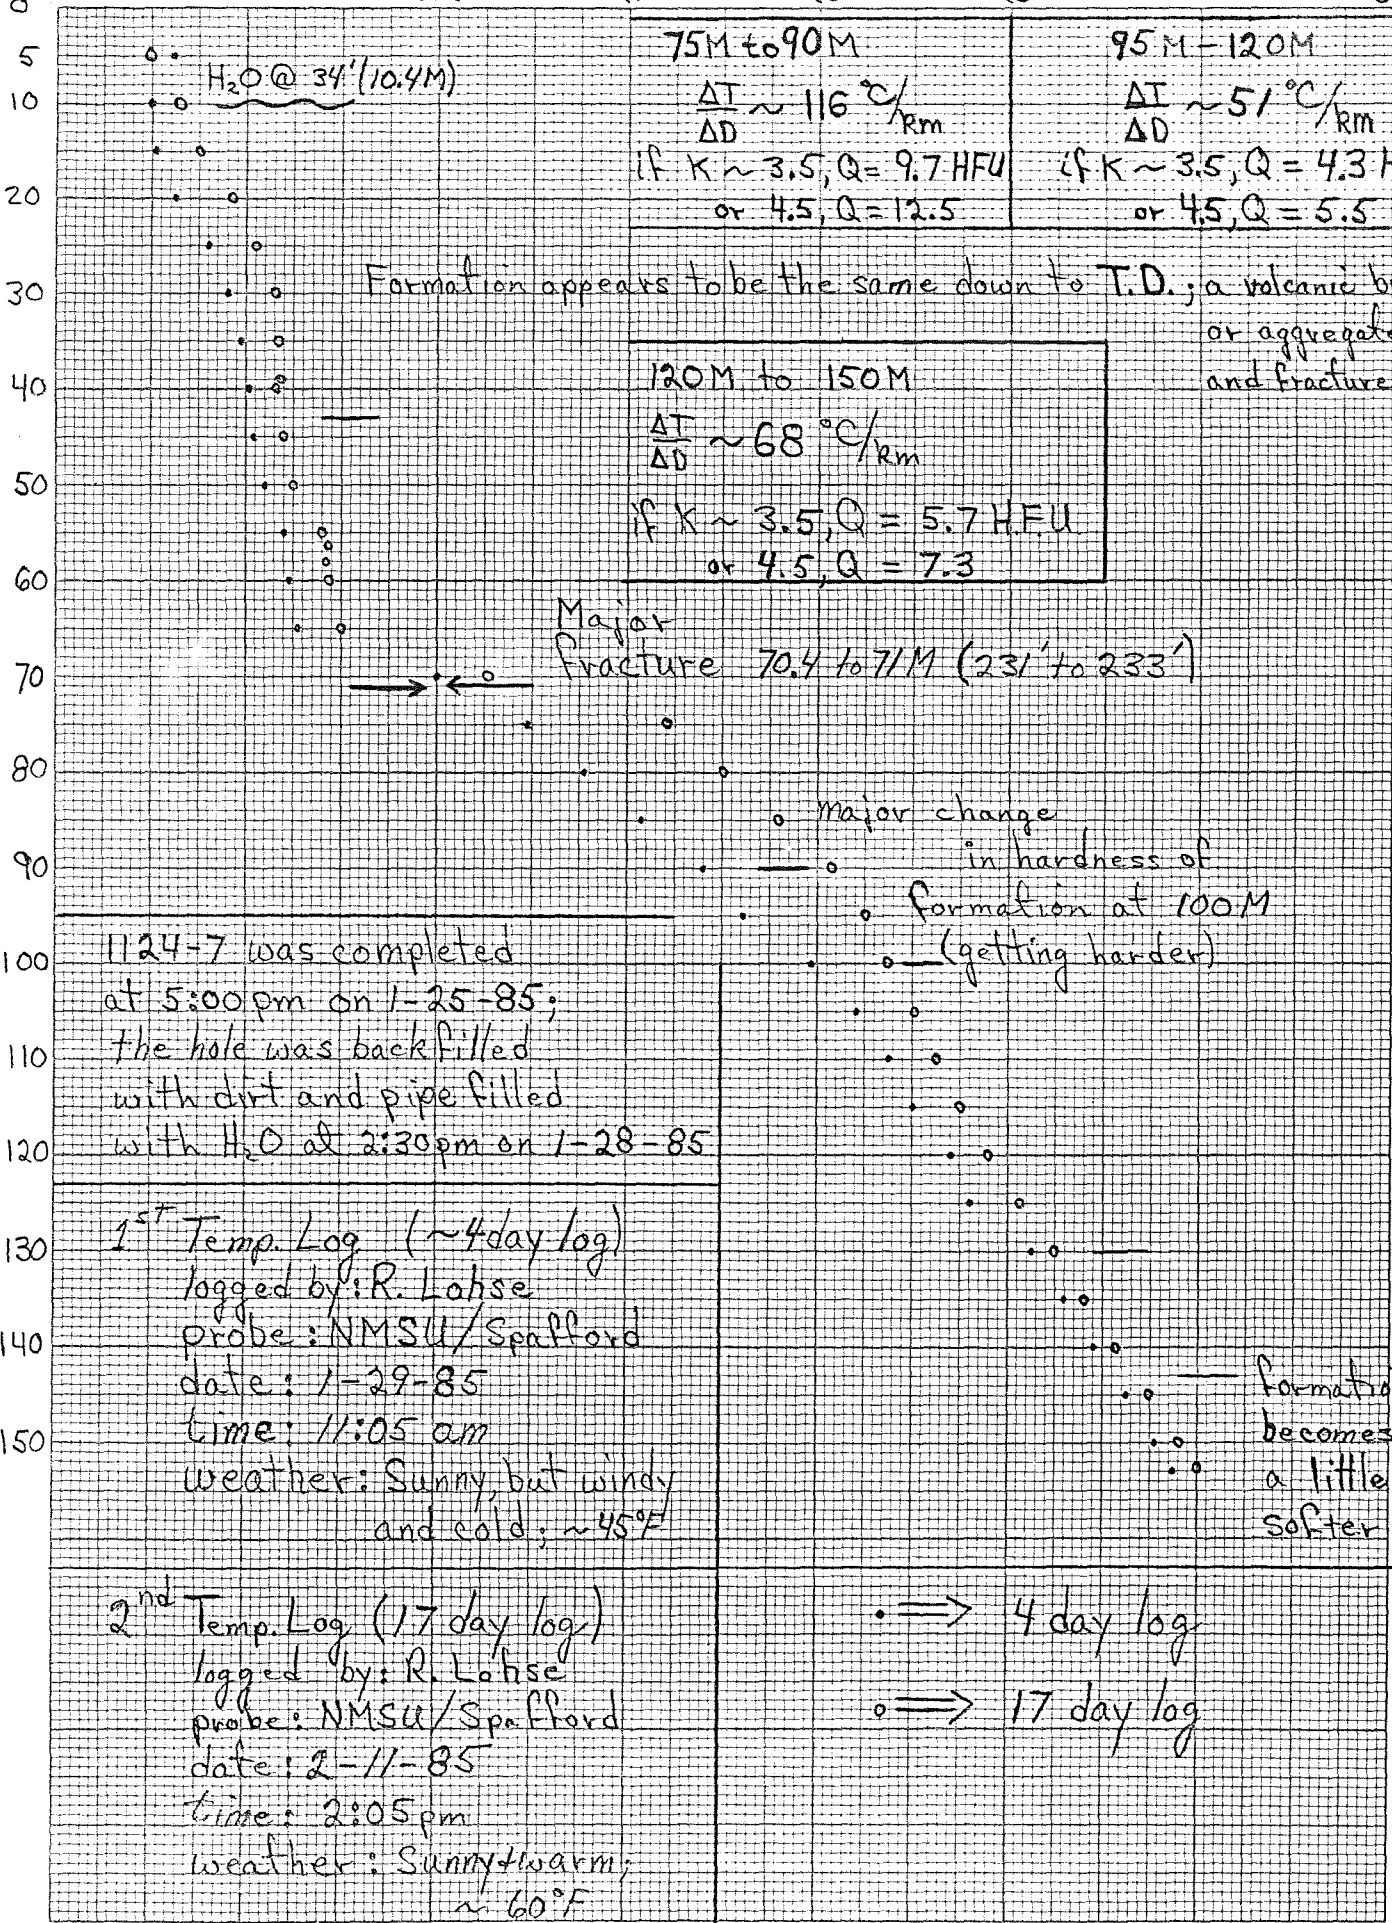 0
5
10
20
30
40
50
60
70
80
90
100
110
120
130
140
150
H₂O @ 34' (10.4M)
75M to 90M
ΔT/ΔD ~ 116 °C/km
if K ~ 3.5, Q = 9.7 HFU
or 4.5, Q = 12.5
95M - 120M
ΔT/ΔD ~ 51 °C/km
if K ~ 3.5, Q = 4.3 H
or 4.5, Q = 5.5
Formation appears to be the same down to T.D.; a volcanic b
or aggregate
and fracture
120M to 150M
ΔT/ΔD ~ 68 °C/km
if K ~ 3.5, Q = 5.7 H.F.U.
or 4.5, Q = 7.3
Major
fracture 70.4 to 71M (231' to 233')
major change
in hardness of
formation at 100M
(getting harder)
1124-7 was completed
at 5:00pm on 1-25-85;
the hole was backfilled
with dirt and pipe filled
with H₂O at 2:30pm on 1-28-85
1ST Temp. Log (~4day log)
logged by: R. Lohse
probe: NMSU/Spafford
date: 1-29-85
time: 11:05 am
weather: Sunny, but windy
and cold; ~45°F
formatio
becomes
a little
softer
2nd Temp. Log (17 day log)
logged by: R. Lohse
probe: NMSU/Spafford
date: 2-11-85
time: 2:05pm
weather: Sunny+warm;
~ 60°F
• ⇒ 4 day log
o ⇒ 17 day log